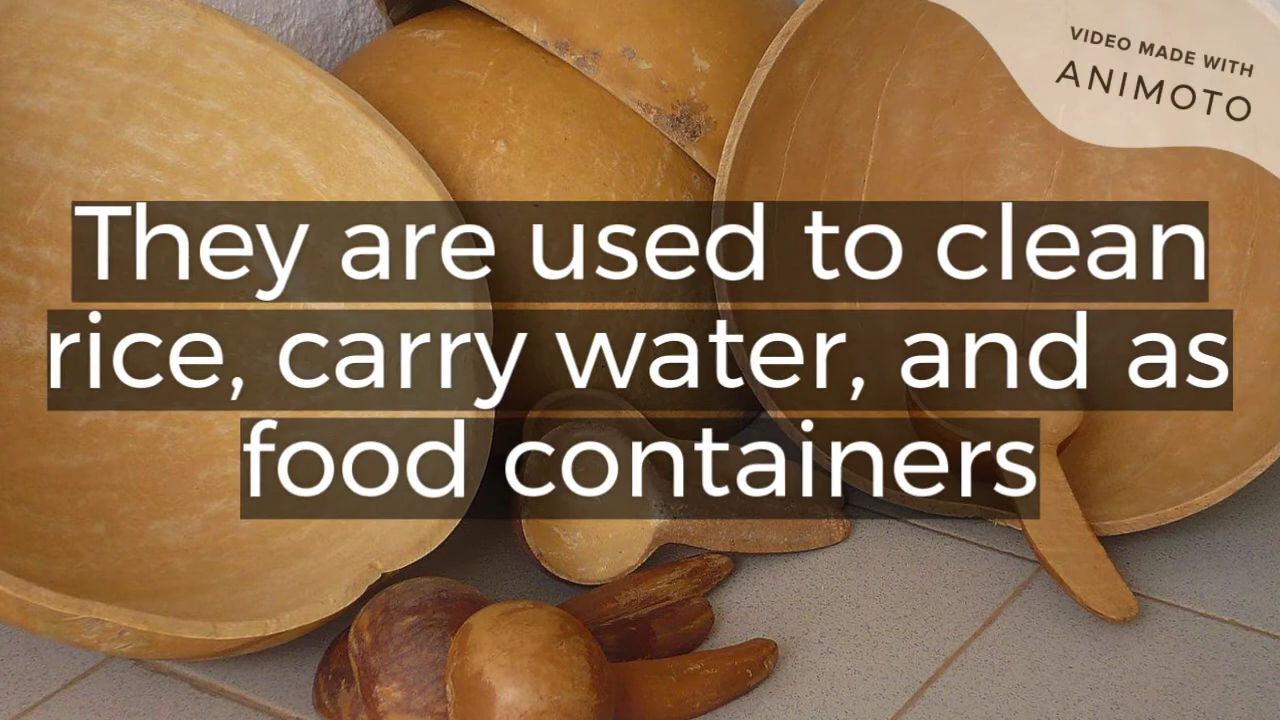 VIDEO MADE WITH
ANIMOTO
They are used to clean
rice, carry water, and as
food containers